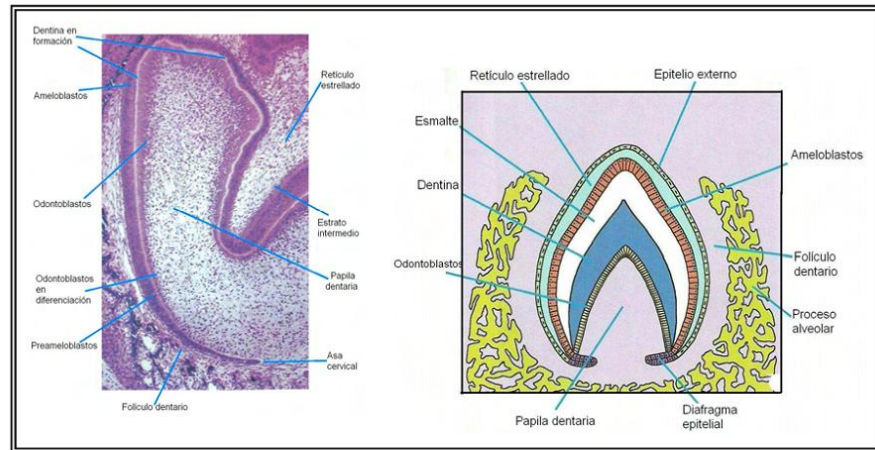 Dentina en
formación
Ameloblastos
Odontoblastos
Odontoblastos
en
diferenciación
Preameloblastos
Folículo dentario
Retículo
estrellado
Estrato
intermedio
Papila
dentaria
Asa
cervical
Retículo estrellado
Epitelio externo
Esmalte
Ameloblastos
Dentina
Odontoblastos
Folículo
dentario
Proceso
alveolar
Papila dentaria
Diafragma
epitelial